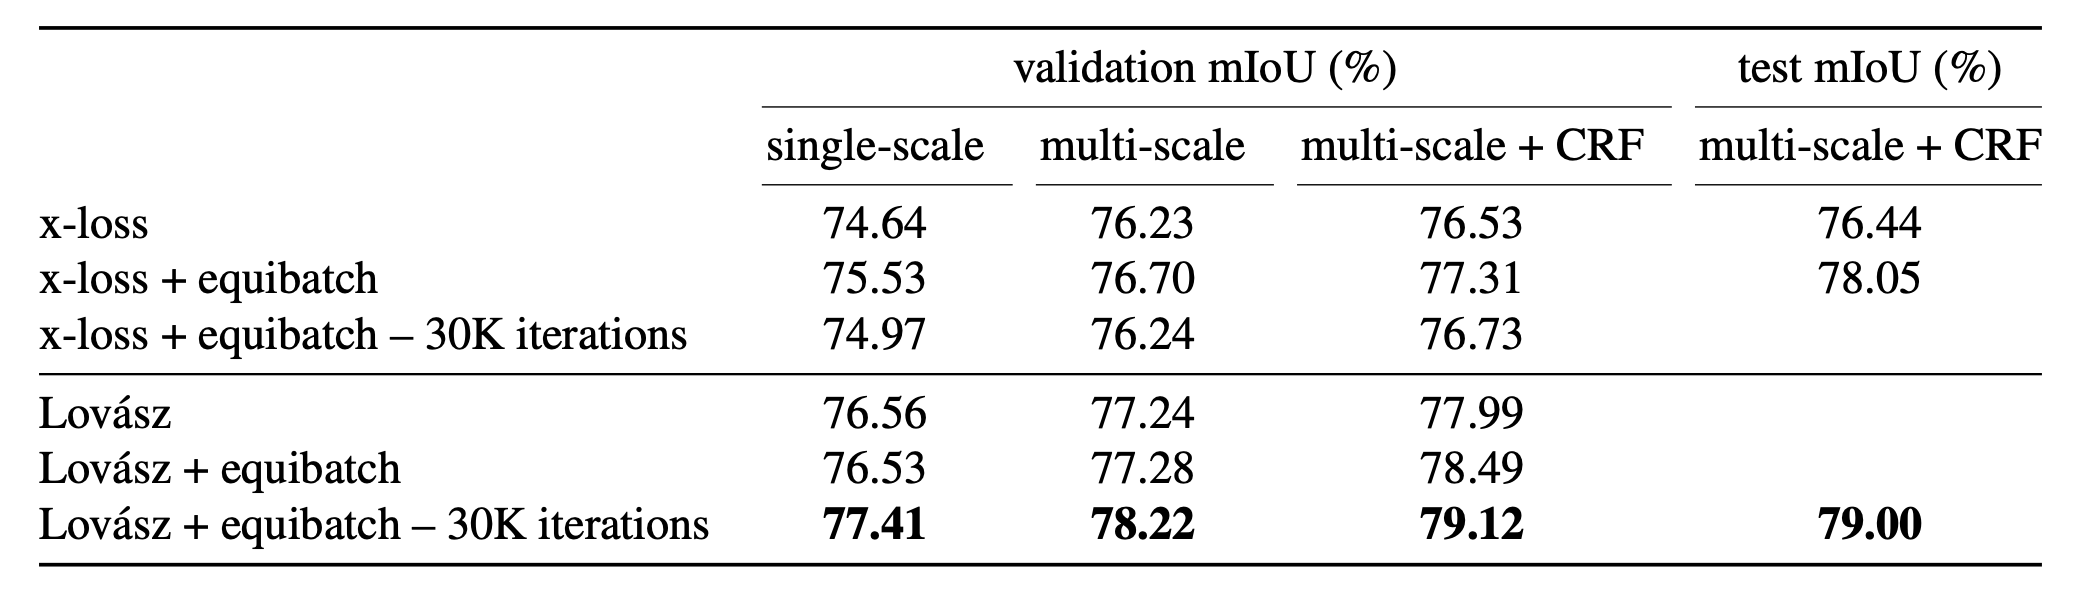 validation mIoU (%) test mIoU (%)
single-scale multi-scale multi-scale + CRF multi-scale + CRF
x-loss 74.64 76.23 76.53 76.44
x-loss + equibatch 75.53 76.70 77.31 78.05
x-loss + equibatch – 30K iterations 74.97 76.24 76.73
Lovász 76.56 77.24 77.99
Lovász + equibatch 76.53 77.28 78.49
Lovász + equibatch – 30K iterations 77.41 78.22 79.12 79.00